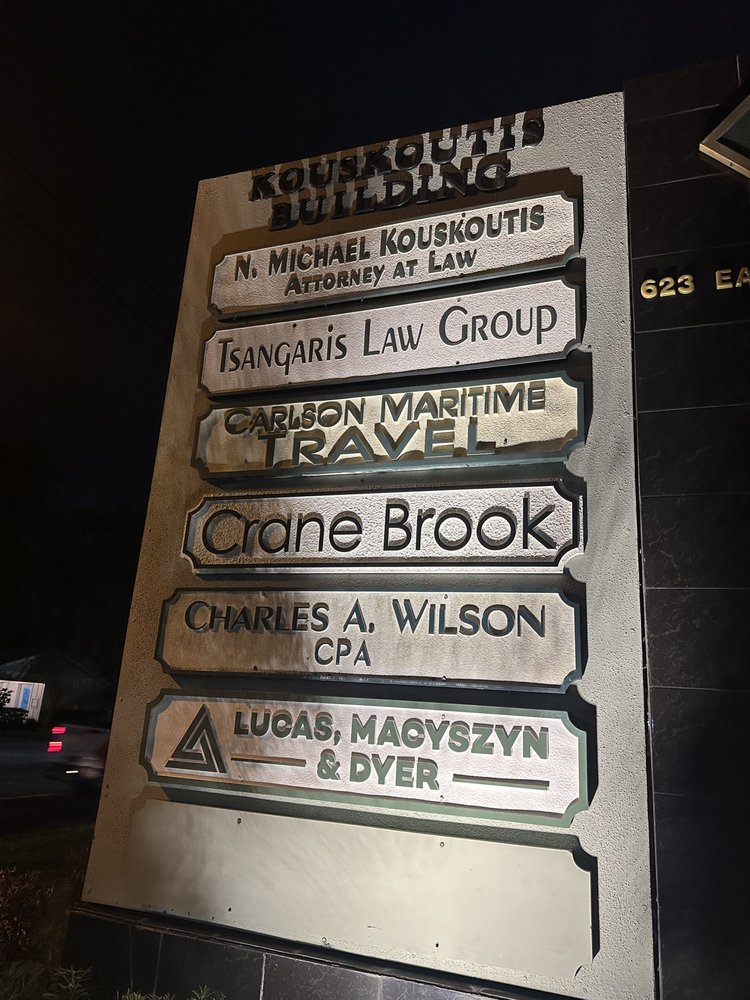 KOUSKOUTIS
BUILDING
N. MICHAEL KOUSKOUTIS
ATTORNEY AT LAW
TSANGARIS LAW GROUP
CARLSON MARITIME
TRAVEL
Crane Brook
CHARLES A. WILSON
CPA
LUCAS, MACYSZYN
& DYER
623 EA